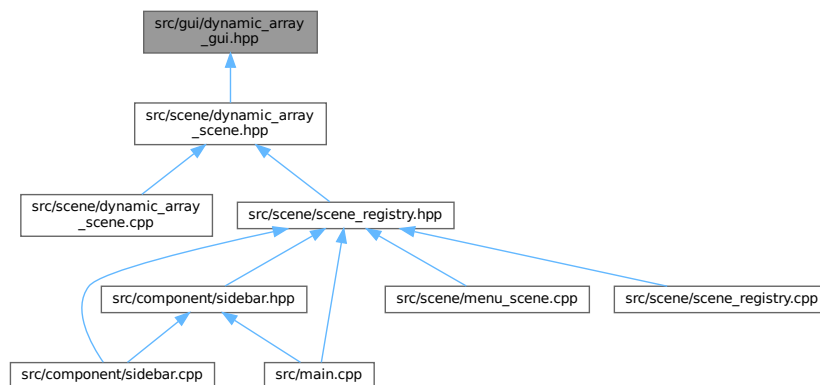 src/gui/dynamic_array
_gui.hpp
src/scene/dynamic_array
_scene.hpp
src/scene/dynamic_array
_scene.cpp
src/scene/scene_registry.hpp
src/component/sidebar.hpp
src/scene/menu_scene.cpp
src/scene/scene_registry.cpp
src/component/sidebar.cpp
src/main.cpp